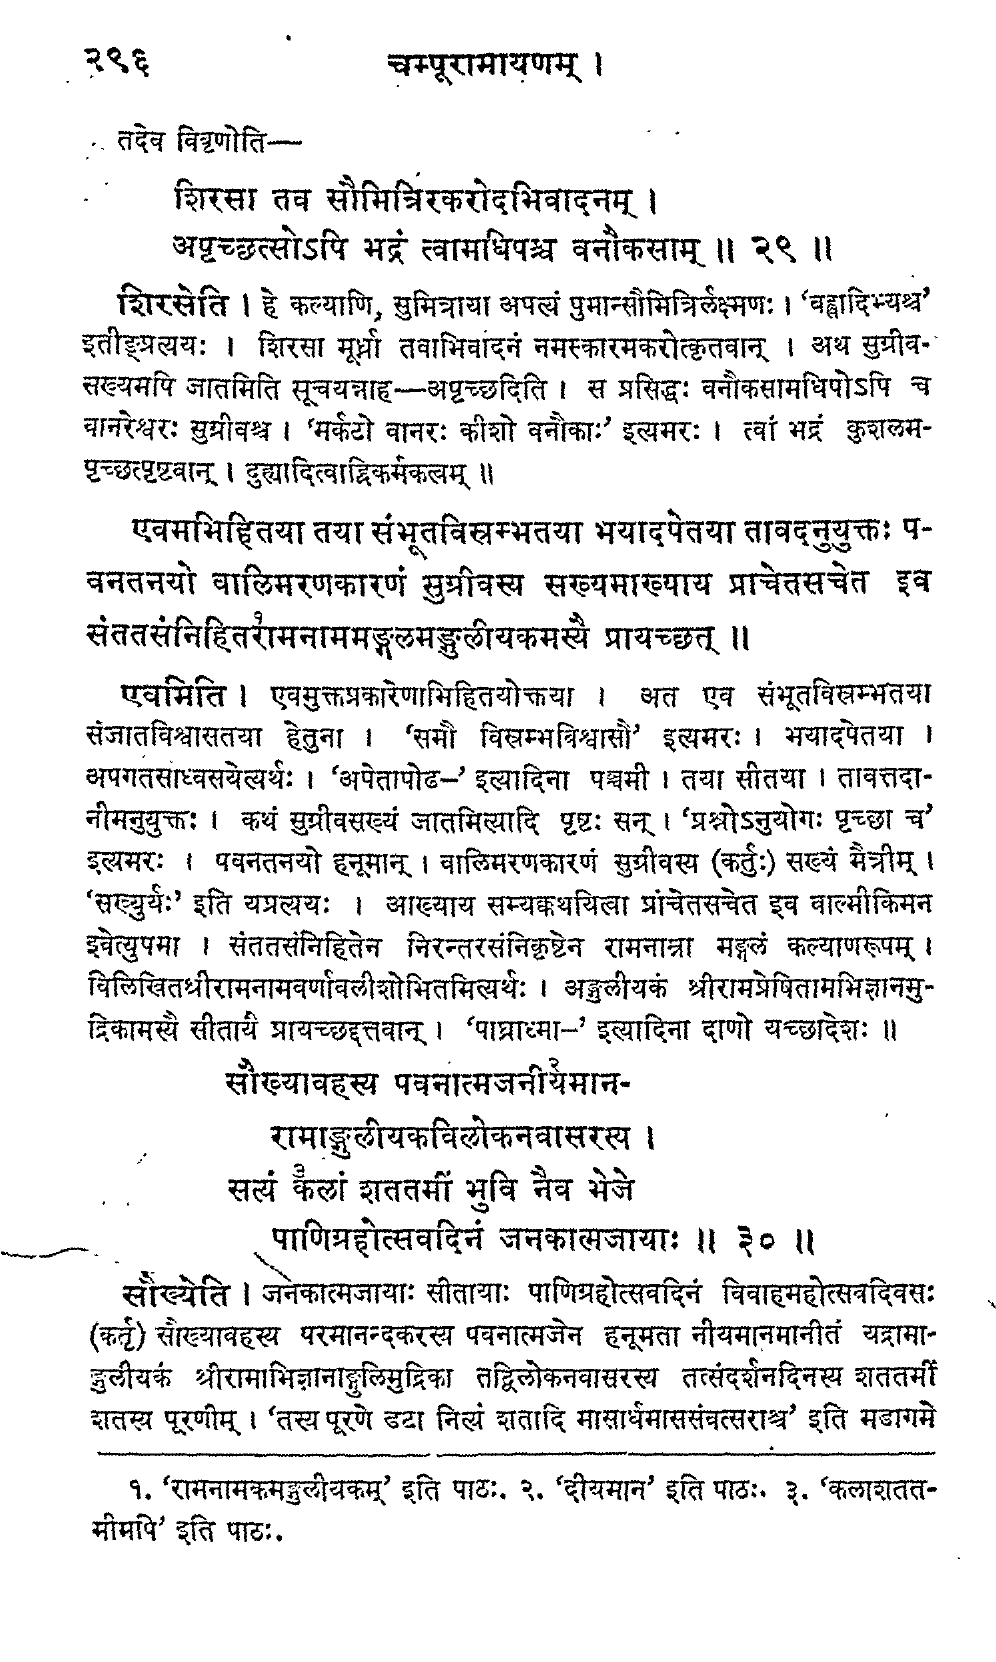 २९६ चम्पूरामायणम् ।
तदेव विवृणोति—
शिरसा तव सौमित्रिरकरोदभिवादनम् ।
अपृच्छत्सोऽपि भद्रं त्वामधिपश्च वनौकसाम् ॥ २९ ॥
शिरसेति । हे कल्याणि, सुमित्राया अपत्यं पुमान्सौमित्रिर्लक्ष्मणः । ‘बह्वादिभ्यश्च’
इतीङ्प्रत्ययः । शिरसा मूर्ध्ना तवाभिवादनं नमस्कारमकरोत्कृतवान् । अथ सुग्रीव-
सख्यमपि जातमिति सूचयन्नाह—अपृच्छदिति । स प्रसिद्धः वनौकसामधिपोऽपि च
वानरेश्वरः सुग्रीवश्च । ‘मर्कटो वानरः कीशो वनौकाः’ इत्यमरः । त्वां भद्रं कुशलम-
पृच्छत्पृष्टवान् । दुह्यादित्वाद्विकर्मकत्वम् ॥
एवमभिहितया तया संभूतविस्रम्भतया भयादपेतया तावदनुयुक्तः प-
वनतनयो वालिमरणकारणं सुग्रीवस्य सख्यमाख्याय प्राचेतसचेत इव
संततसंनिहितरामनाममङ्गलमङ्गुलीयकमस्यै प्रायच्छत् ॥
एवमिति । एवमुक्तप्रकारेणाभिहितयोक्तया । अत एव संभूतविस्रम्भतया
संजातविश्वासतया हेतुना । ‘समौ विस्रम्भविश्वासौ’ इत्यमरः । भयादपेतया ।
अपगतसाध्वसयेत्यर्थः । ‘अपेतापोढ–’ इत्यादिना पञ्चमी । तया सीतया । तावत्तदा-
नीमनुयुक्तः । कथं सुग्रीवसख्यं जातमित्यादि पृष्टः सन् । ‘प्रश्नोऽनुयोगः पृच्छा च’
इत्यमरः । पवनतनयो हनूमान् । वालिमरणकारणं सुग्रीवस्य (कर्तुः) सख्यं मैत्रीम् ।
‘सख्युर्यः’ इति यप्रत्ययः । आख्याय सम्यक्कथयित्वा प्राचेतसचेत इव वाल्मीकिमन
इवेत्युपमा । संततसंनिहितेन निरन्तरसंनिकृष्टेन रामनाम्ना मङ्गलं कल्याणरूपम् ।
विलिखितश्रीरामनामवर्णावलीशोभितमित्यर्थः । अङ्गुलीयकं श्रीरामप्रेषितामभिज्ञानमु-
द्रिकामस्यै सीतायै प्रायच्छद्दत्तवान् । ‘पाघ्राध्मा–’ इत्यादिना दाणो यच्छादेशः ॥
सौख्यावहस्य पवनात्मजनी२यमान-
रामाङ्गुलीयकविलोकनवासरस्य ।
सत्यं ३कलां शततमीं भुवि नैव भेजे
पाणिग्रहोत्सवदिनं जनकात्मजायाः ॥ ३० ॥
सौख्येति । जनकात्मजायाः सीतायाः पाणिग्रहोत्सवदिनं विवाहमहोत्सवदिवसः
(कर्तृ) सौख्यावहस्य परमानन्दकरस्य पवनात्मजेन हनूमता नीयमानमानीतं यद्रामा-
ङ्गुलीयकं श्रीरामाभिज्ञानाङ्गुलिमुद्रिका तद्विलोकनवासरस्य तत्संदर्शनदिनस्य शततमीं
शतस्य पूरणीम् । ‘तस्य पूरणे डटा नित्यं शतादि मासार्धमाससंवत्सराश्च’ इति मडागमे
१. ‘रामनामकमङ्गुलीयकम्’ इति पाठः. २. ‘दीयमान’ इति पाठः. ३. ‘कलाशतत-
मीमपि’ इति पाठः.